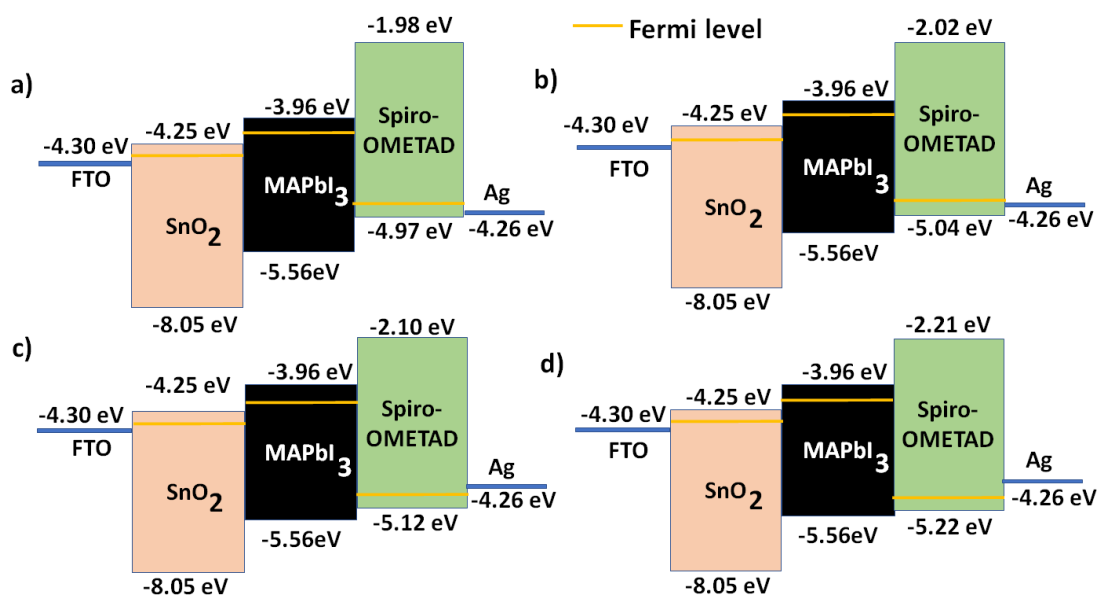 Fermi level
a)
-1.98 eV
-3.96 eV
-4.25 eV
-4.30 eV
FTO
SnO2
MAPbI3
Spiro-
OMETAD
Ag
-4.26 eV
-4.97 eV
-5.56eV
-8.05 eV
b)
-2.02 eV
-3.96 eV
-4.25 eV
-4.30 eV
FTO
SnO2
MAPbI3
Spiro-
OMETAD
Ag
-4.26 eV
-5.04 eV
-5.56eV
-8.05 eV
c)
-2.10 eV
-3.96 eV
-4.25 eV
-4.30 eV
FTO
SnO2
MAPbI3
Spiro-
OMETAD
Ag
-4.26 eV
-5.12 eV
-5.56eV
-8.05 eV
d)
-2.21 eV
-3.96 eV
-4.25 eV
-4.30 eV
FTO
SnO2
MAPbI3
Spiro-
OMETAD
Ag
-4.26 eV
-5.22 eV
-5.56eV
-8.05 eV